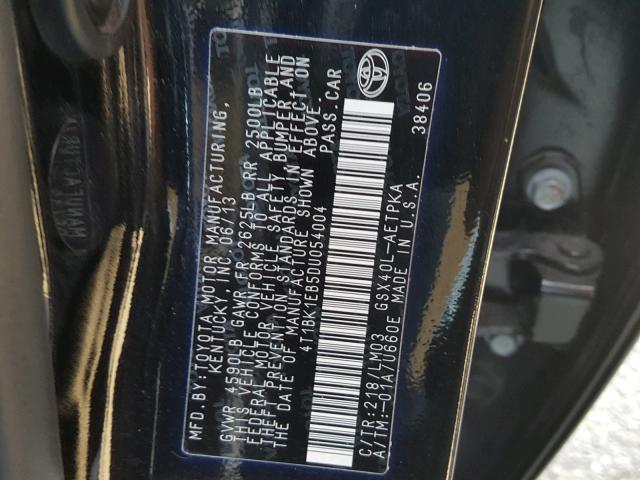 MFD.BY:TOYOTA MOTOR MANUFACTURING,
KENTUCKY, INC. 06/13
GVWR 4590LB GAWR FR 2625LB RR 2500LB
THIS VEHICLE CONFORMS TO ALL APPLICABLE
FEDERAL MOTOR VEHICLE SAFETY, BUMPER, AND
THEFT PREVENTION STANDARDS IN EFFECT ON
THE DATE OF MANUFACTURE SHOWN ABOVE.
4T1BK1EB5DU054004 PASS.CAR
C/TR:218/LM03 GSX40L-AETPKA
A/TM:-01A/U660E MADE IN U.S.A.
38406